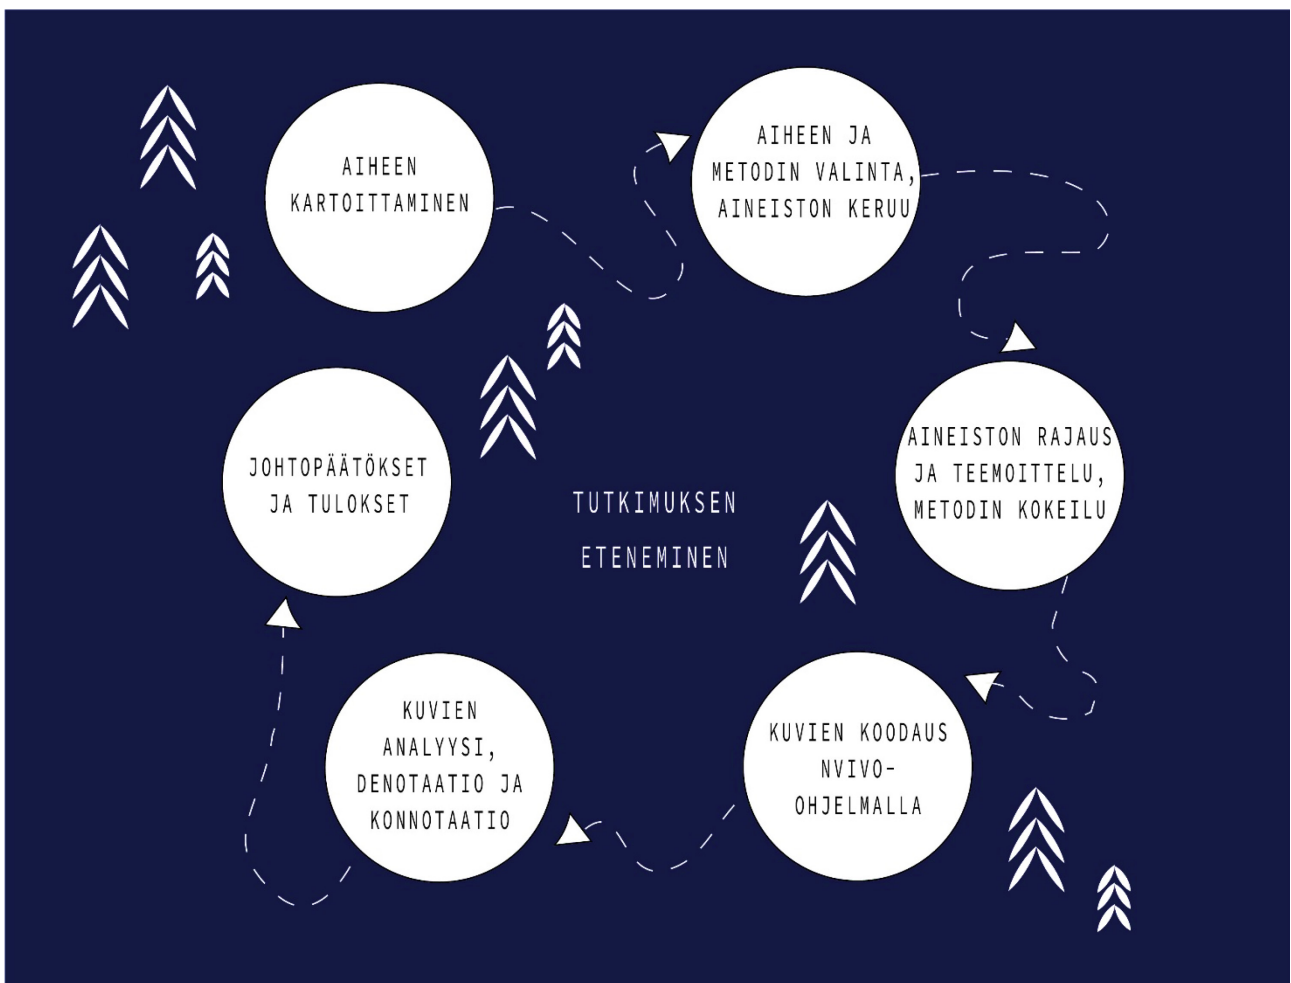 AIHEEN
KARTOITTAMINEN
AIHEEN JA
METODIN VALINTA,
AINEISTON KERUU
AINEISTON RAJAUS
JA TEEMOITTELU,
METODIN KOKEILU
KUVIEN KOODAUS
NVIVO-
OHJELMALLA
KUVIEN
ANALYYSI,
DENOTAATIO JA
KONNOTAATIO
JOHTOPÄÄTÖKSET
JA TULOKSET
TUTKIMUKSEN
ETENEMINEN